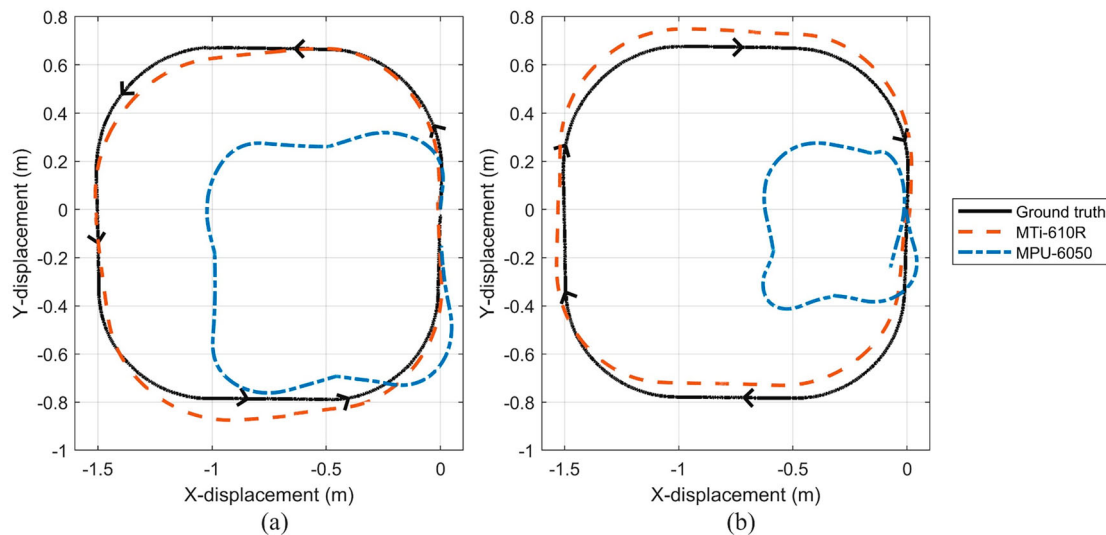 0.8
0.6
0.4
0.2
0
-0.2
-0.4
-0.6
-0.8
-1
Y-displacement (m)
-1.5 -1 -0.5 0
X-displacement (m)
(a)
0.8
0.6
0.4
0.2
0
-0.2
-0.4
-0.6
-0.8
-1
Y-displacement (m)
-1.5 -1 -0.5 0
X-displacement (m)
(b)
Ground truth
MTi-610R
MPU-6050